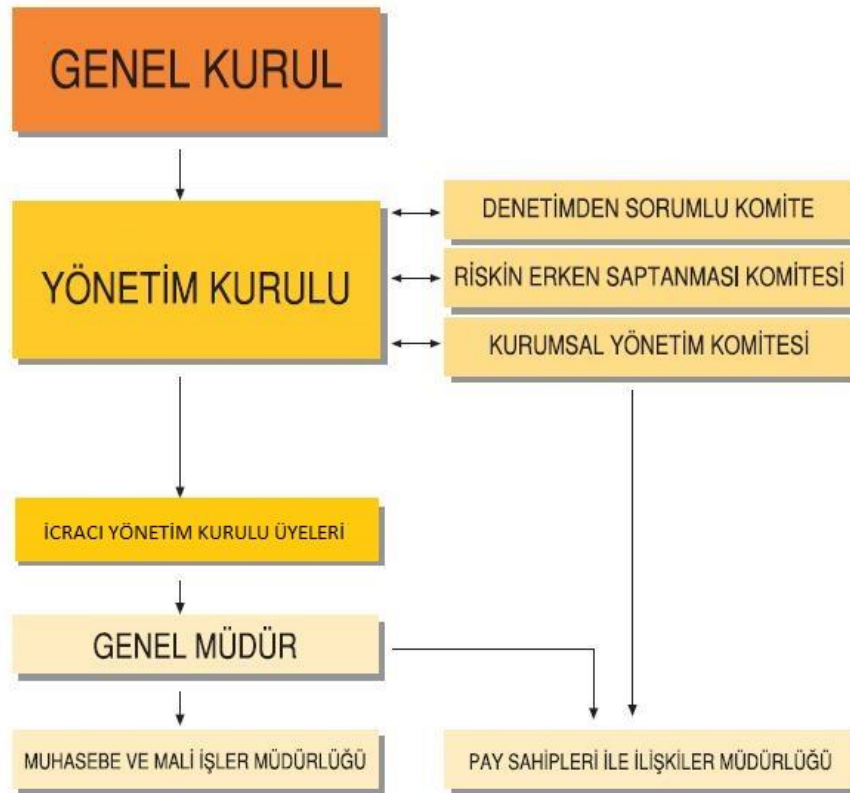 GENEL KURUL
YÖNETİM KURULU
DENETİMDEN SORUMLU KOMİTE
RİSKİN ERKEN SAPTANMASI KOMİTESİ
KURUMSAL YÖNETİM KOMİTESİ
İCRACI YÖNETİM KURULU ÜYELERİ
GENEL MÜDÜR
MUHASEBE VE MALİ İŞLER MÜDÜRLÜĞÜ
PAY SAHİPLERİ İLE İLİŞKİLER MÜDÜRLÜĞÜ